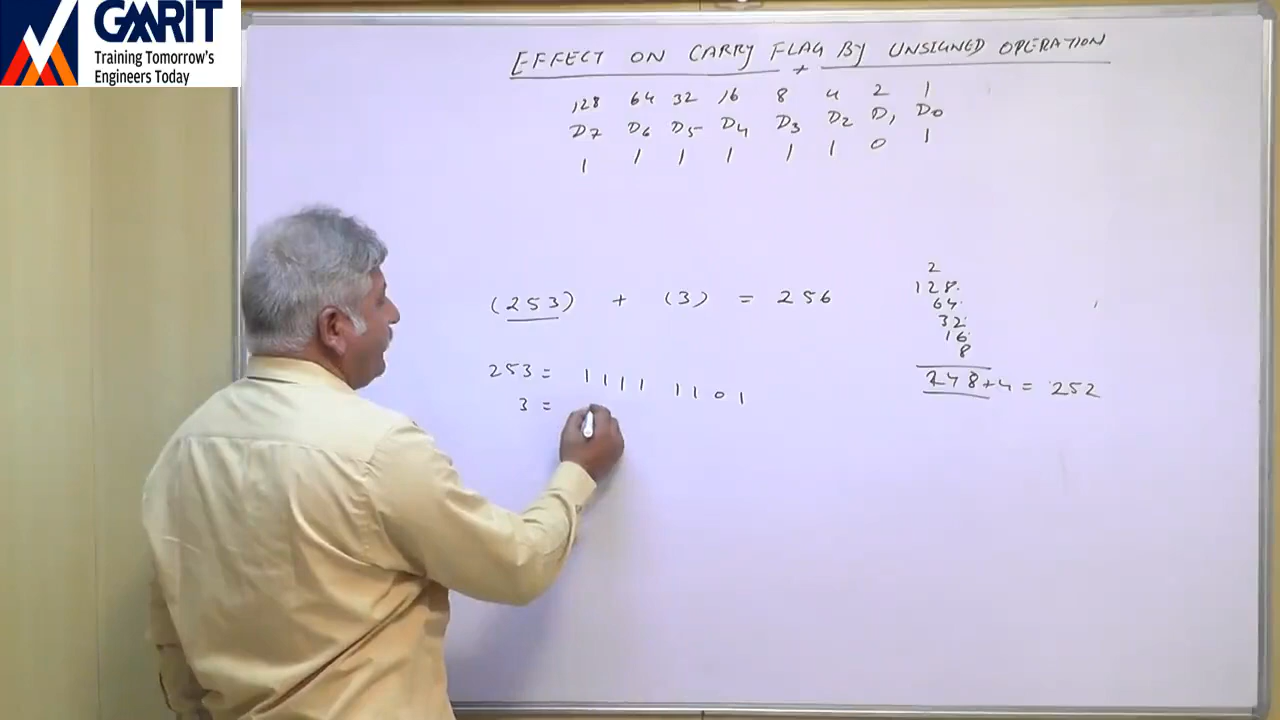 GMRIT
Training Tomorrow's
Engineers Today
EFFECT ON CARRY FLAG BY UNSIGNED OPERATION
128 64 32 16 8 4 2 1
D7 D6 D5 D4 D3 D2 D1 D0
1 1 1 1 1 1 0 1
2
128
64
32
16
8
248+4 = 252
(253) + (3) = 256
253 = 1111 1101
3 =